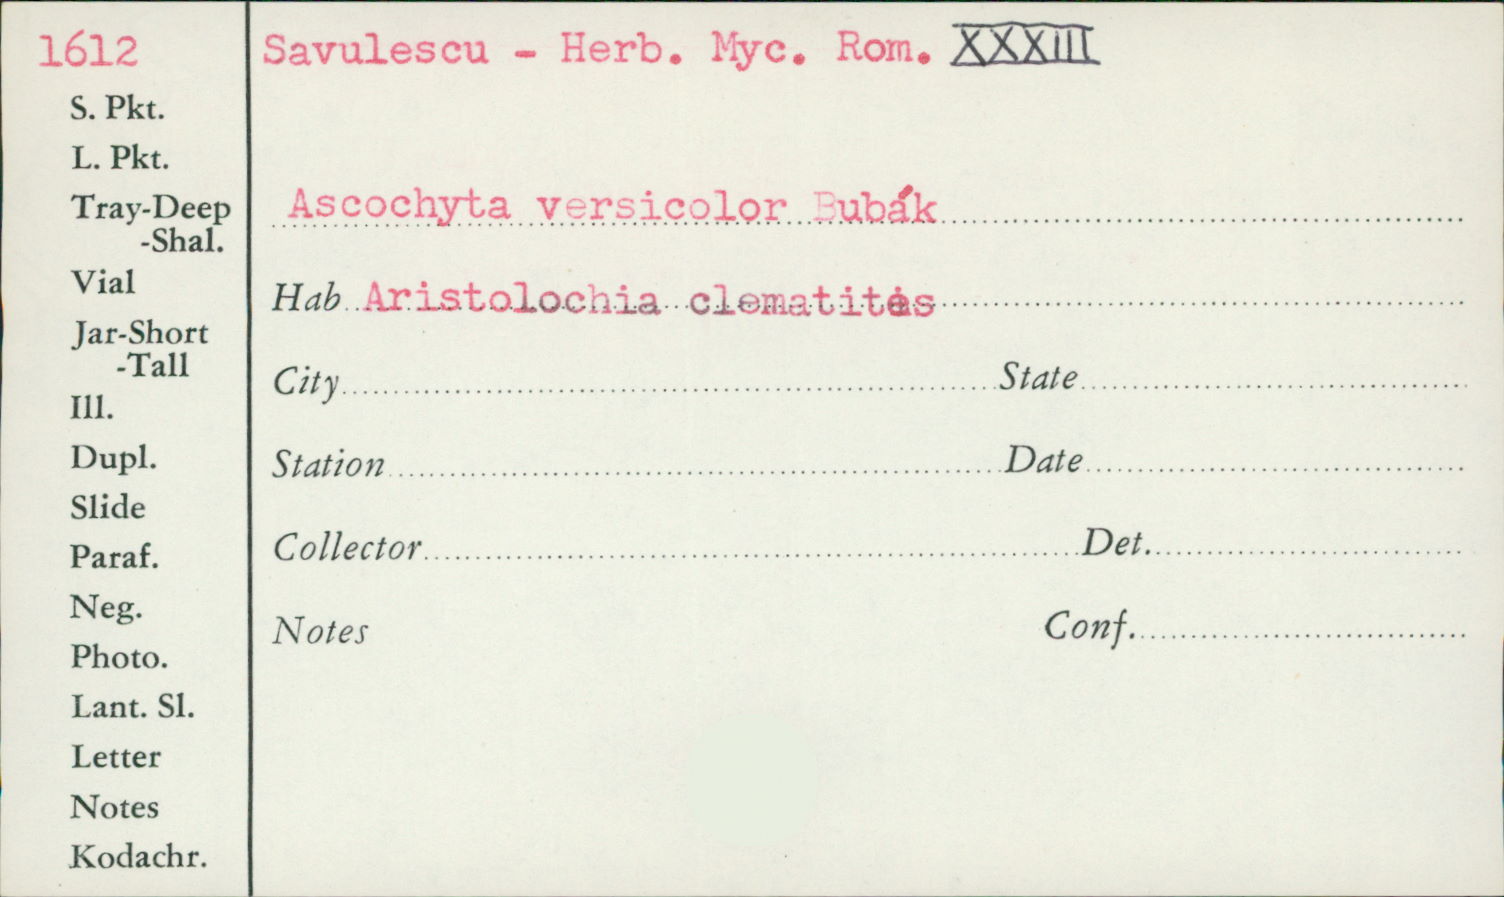 1612
Savulescu - Herb. Myc. Rom. XXXIII
S. Pkt.
L. Pkt.
Tray-Deep
-Shal.
Vial
Jar-Short
-Tall
Ill.
Dupl.
Slide
Paraf.
Neg.
Photo.
Lant. Sl.
Letter
Notes
Kodachr.
Ascochyta versicolor Bubák
Hab Aristolochia clematitis
City State
Station Date
Collector Det.
Notes Conf.